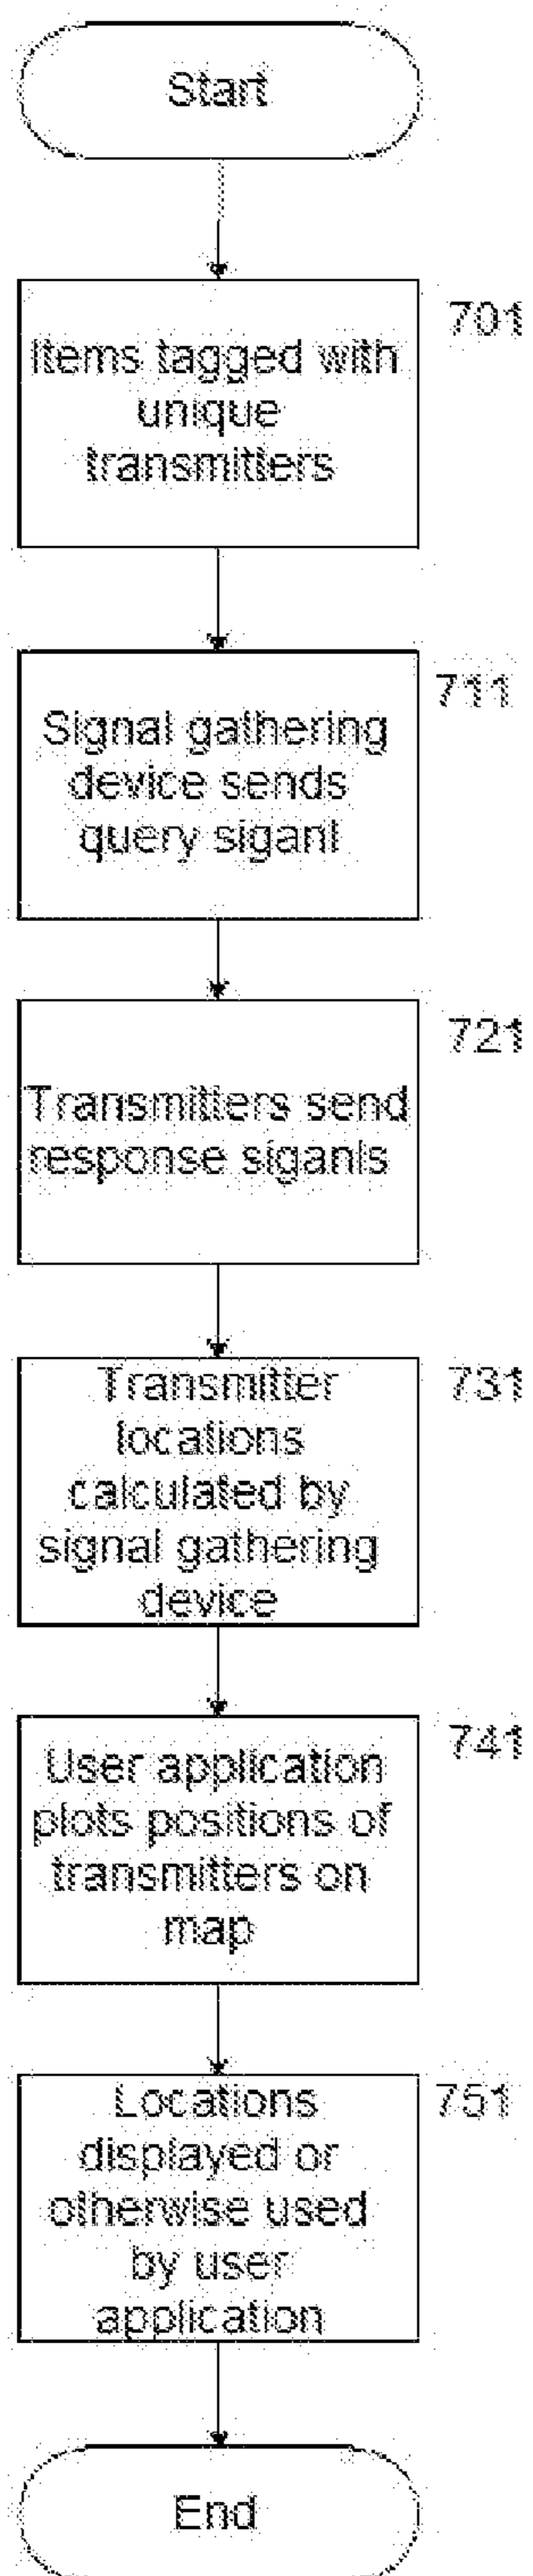 Start
701
Items tagged with
unique
transmitters
711
Signal gathering
device sends
query siganl
721
Transmitters send
response siganls
731
Transmitter
locations
calculated by
signal gathering
device
741
User application
plots positions of
transmitters on
map
751
Locations
displayed or
otherwise used
by user
application
End